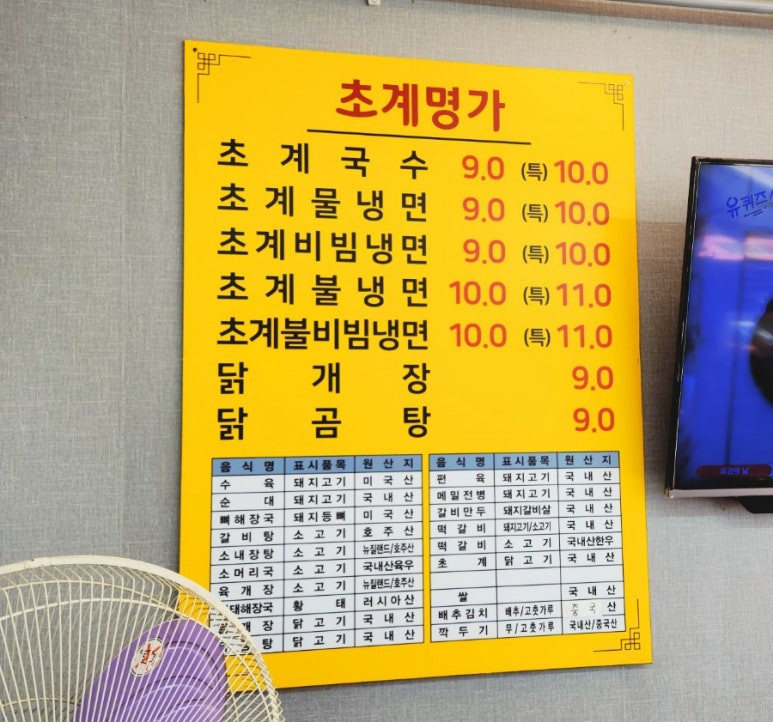 초계명가
초계국수 9.0 (특) 10.0
초계물냉면 9.0 (특) 10.0
초계비빔냉면 9.0 (특) 10.0
초계불냉면 10.0 (특) 11.0
초계불비빔냉면 10.0 (특) 11.0
닭개장 9.0
닭곰탕 9.0
음식명 표시품목 원산지
수육 돼지고기 미국산
순대 돼지고기 국내산
뼈해장국 돼지등뼈 미국산
갈비탕 소고기 호주산
소내장탕 소고기 뉴질랜드/호주산
소머리국 소고기 국내산육우
육개장 소고기 뉴질랜드/호주산
태해장국 황태 러시아산
개장 닭고기 국내산
탕 닭고기 국내산
음식명 표시품목 원산지
편육 돼지고기 국내산
메밀전병 돼지고기 국내산
갈비만두 돼지갈비살 국내산
떡갈비 돼지고기/소고기 국내산
떡갈비 소고기 국내산한우
초계 닭고기 국내산
쌀 국내산
배추김치 배추/고춧가루 중국산
깍두기 무/고춧가루 국내산/중국산
유퀴즈